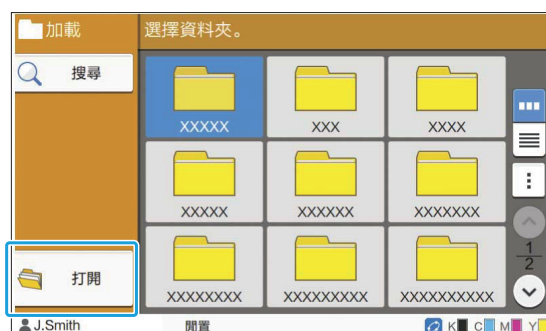 加載
選擇資料夾。
搜尋
XXXXX
XXX
XXXX
XXXXX
XXXXXX
XXXXXXX
XXXXXXXX
XXXXXXXXX
XXXXXXXXXX
1
2
打開
J.Smith
閒置
K C M Y